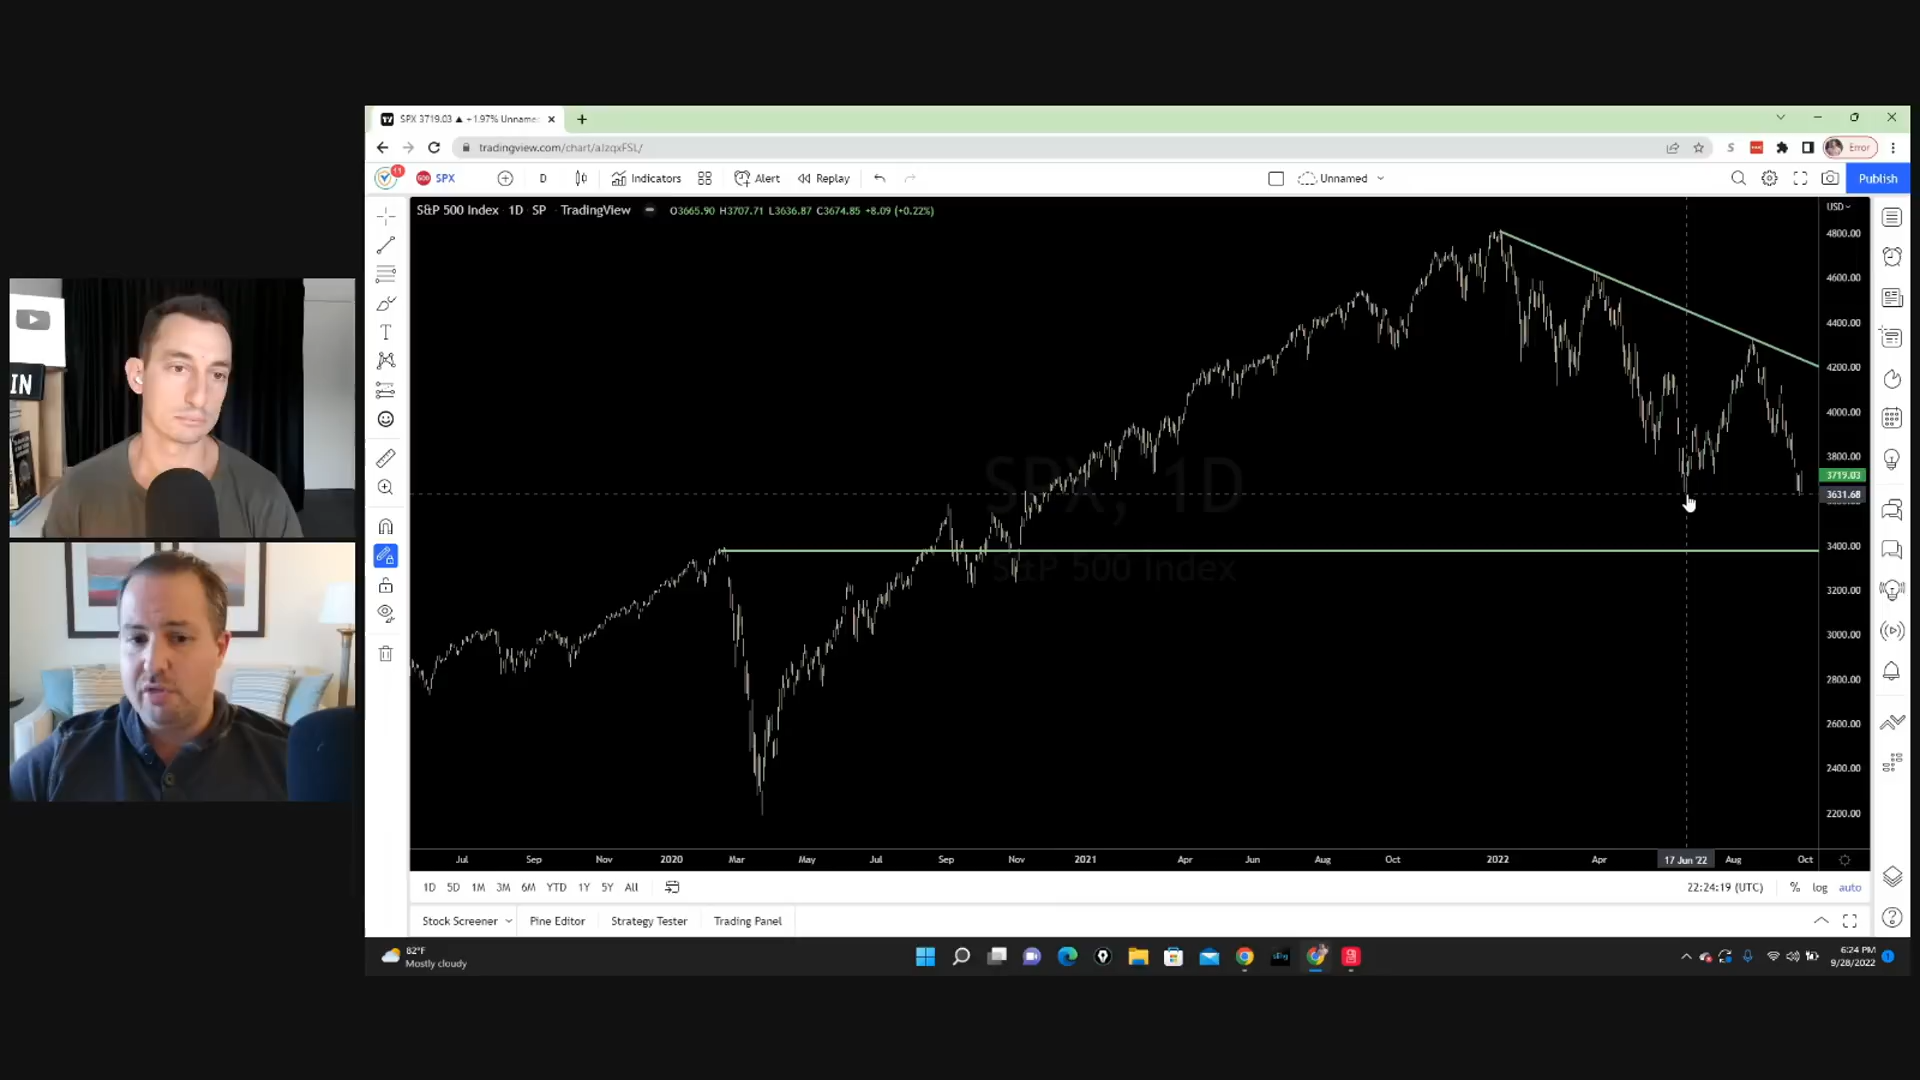 SPX 3719.03 ▲ +1.97% Unname
tradingview.com/chart/aJzqxFSL/
Error
11
500
SPX
D
Indicators
Alert
Replay
Unnamed
Publish
S&P 500 Index 1D SP TradingView
O3665.90 H3707.71 L3636.87 C3674.85 +8.09 (+0.22%)
USD
4800.00
4600.00
4400.00
4200.00
4000.00
3800.00
3719.03
3631.68
3400.00
3200.00
3000.00
2800.00
2600.00
2400.00
2200.00
SPX, 1D
S&P 500 Index
IN
Jul Sep Nov 2020 Mar May Jul Sep Nov 2021 Apr Jun Aug Oct 2022 Apr 17 Jun '22 Aug Oct
1D 5D 1M 3M 6M YTD 1Y 5Y All
22:24:19 (UTC) % log auto
Stock Screener Pine Editor Strategy Tester Trading Panel
82°F
Mostly cloudy
6:24 PM
9/28/2022
1